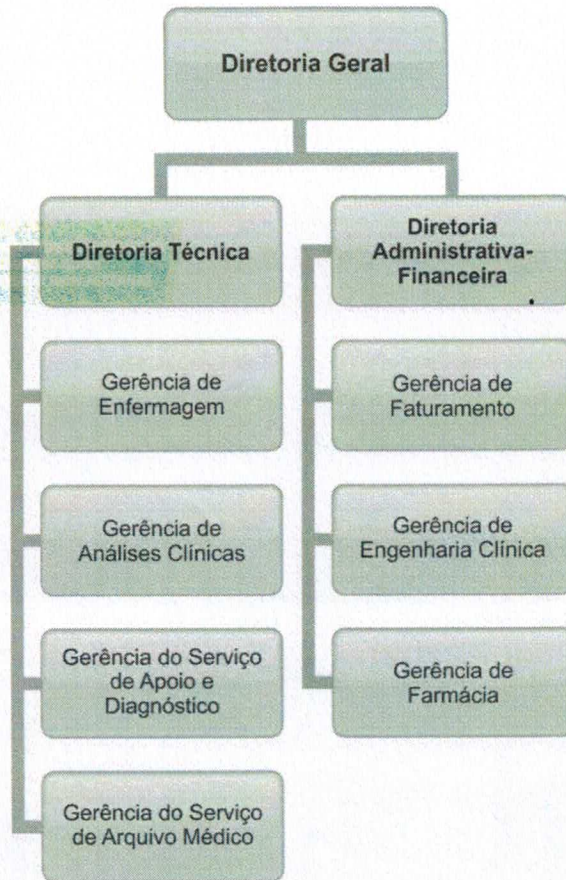 Diretoria Geral
Diretoria Técnica
Gerência de
Enfermagem
Gerência de
Análises Clínicas
Gerência do Serviço
de Apoio e
Diagnóstico
Gerência do Serviço
de Arquivo Médico
Diretoria
Administrativa-
Financeira
Gerência de
Faturamento
Gerência de
Engenharia Clínica
Gerência de
Farmácia